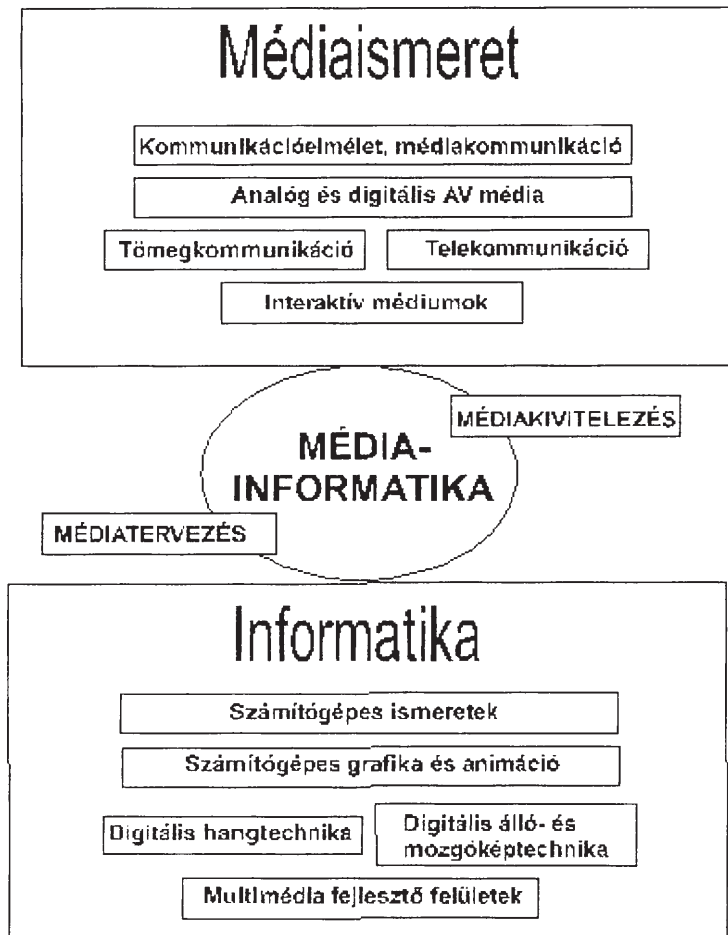 Médiaismeret
Kommunikációelmélet, médiakommunikáció
Analóg és digitális AV média
Tömegkommunikáció
Telekommunikáció
Interaktív médiumok
MÉDIAKIVITELEZÉS
MÉDIA-
INFORMATIKA
MÉDIATERVEZÉS
Informatika
Számítógépes ismeretek
Számítógépes grafika és animáció
Digitális hangtechnika
Digitális álló- és
mozgóképtechnika
Multimédia fejlesztő felületek